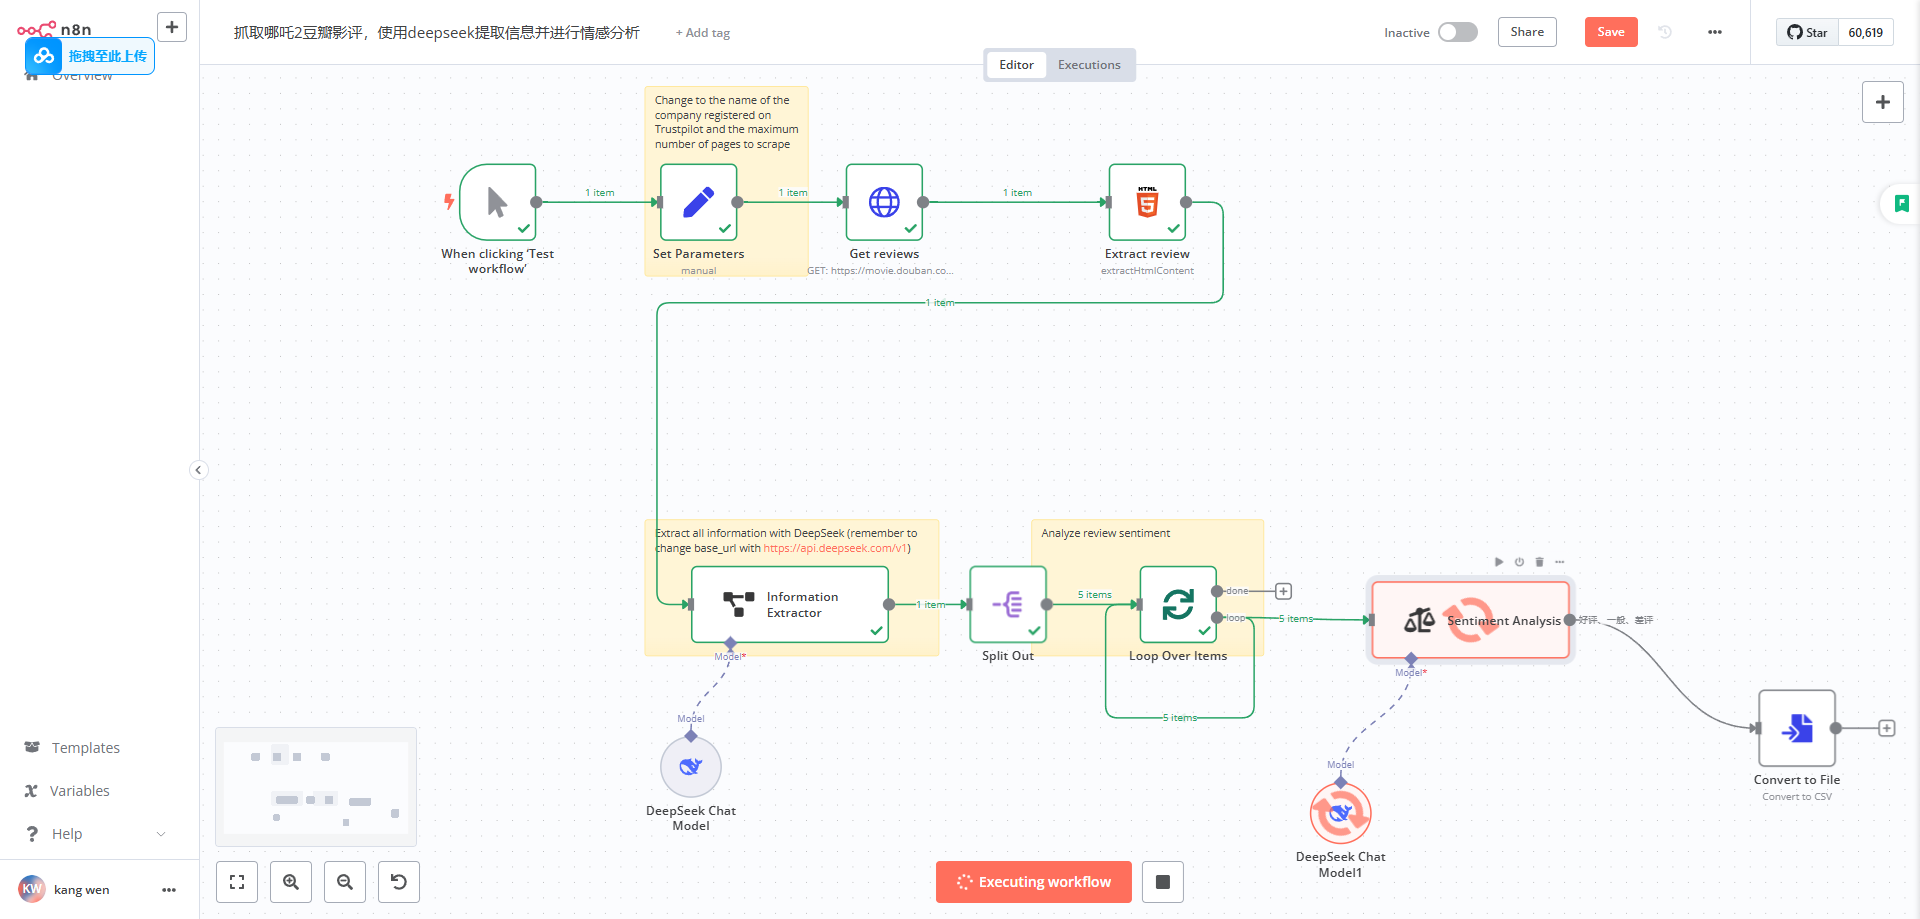 n8n
拖拽至此上传
Overview
抓取哪吒2豆瓣影评，使用deepseek提取信息并进行情感分析
+ Add tag
Inactive
Share
Save
Star
60,619
Editor
Executions
Change to the name of the
company registered on
Trustpilot and the maximum
number of pages to scrape
1 item
1 item
1 item
When clicking ‘Test
workflow’
Set Parameters
manual
Get reviews
GET: https://movie.douban.co...
HTML
Extract review
extractHtmlContent
1 item
Extract all information with DeepSeek (remember to
change base_url with https://api.deepseek.com/v1)
Analyze review sentiment
Information
Extractor
1 item
Model*
Split Out
5 items
Loop Over Items
done
loop
5 items
5 items
Sentiment Analysis
好评、一般、差评
Model*
Model
DeepSeek Chat
Model
Model
DeepSeek Chat
Model1
Convert to File
Convert to CSV
Templates
Variables
Help
KW
kang wen
Executing workflow